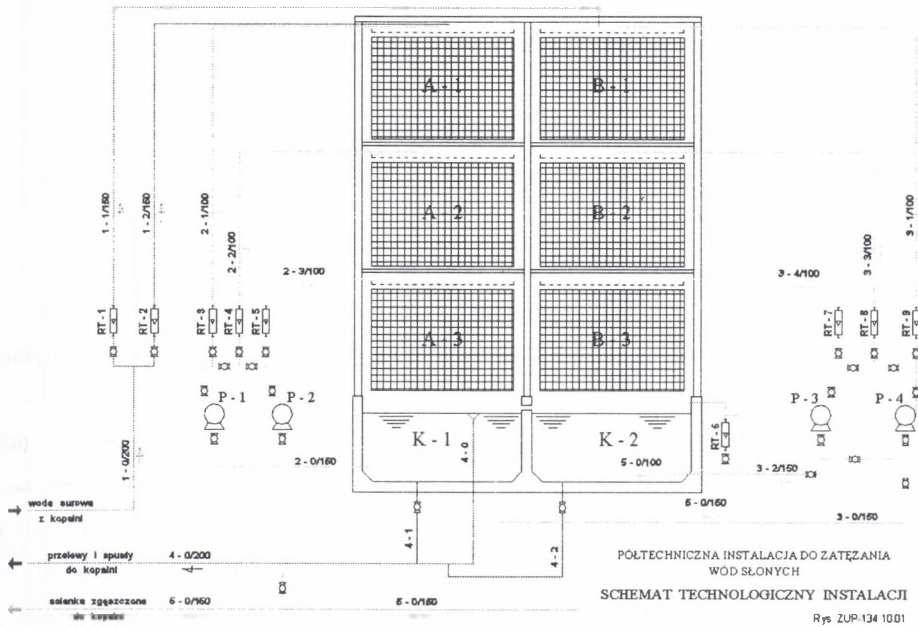 A - 1
B - 1
A - 2
B - 2
A - 3
B - 3
1 - 1/150
1 - 2/150
2 - 1/100
2 - 2/100
2 - 3/100
3 - 4/100
3 - 3/100
3 - 1/100
RT - 1
RT - 2
RT - 3
RT - 4
RT - 5
RT - 6
RT - 7
RT - 8
RT - 9
P - 1
P - 2
P - 3
P - 4
K - 1
K - 2
4 - 0
1 - 0/200
2 - 0/150
5 - 0/100
3 - 2/150
5 - 0/150
3 - 0/150
woda surowa
z kopalni
4 - 1
4 - 2
przelewy i spusty
do kopalni
4 - 0/200
solanka zgęszczona
do kopalni
5 - 0/150
PÓŁTECHNICZNA INSTALACJA DO ZATĘŻANIA
WÓD SŁONYCH
SCHEMAT TECHNOLOGICZNY INSTALACJI
Rys ZUP-134 10.01